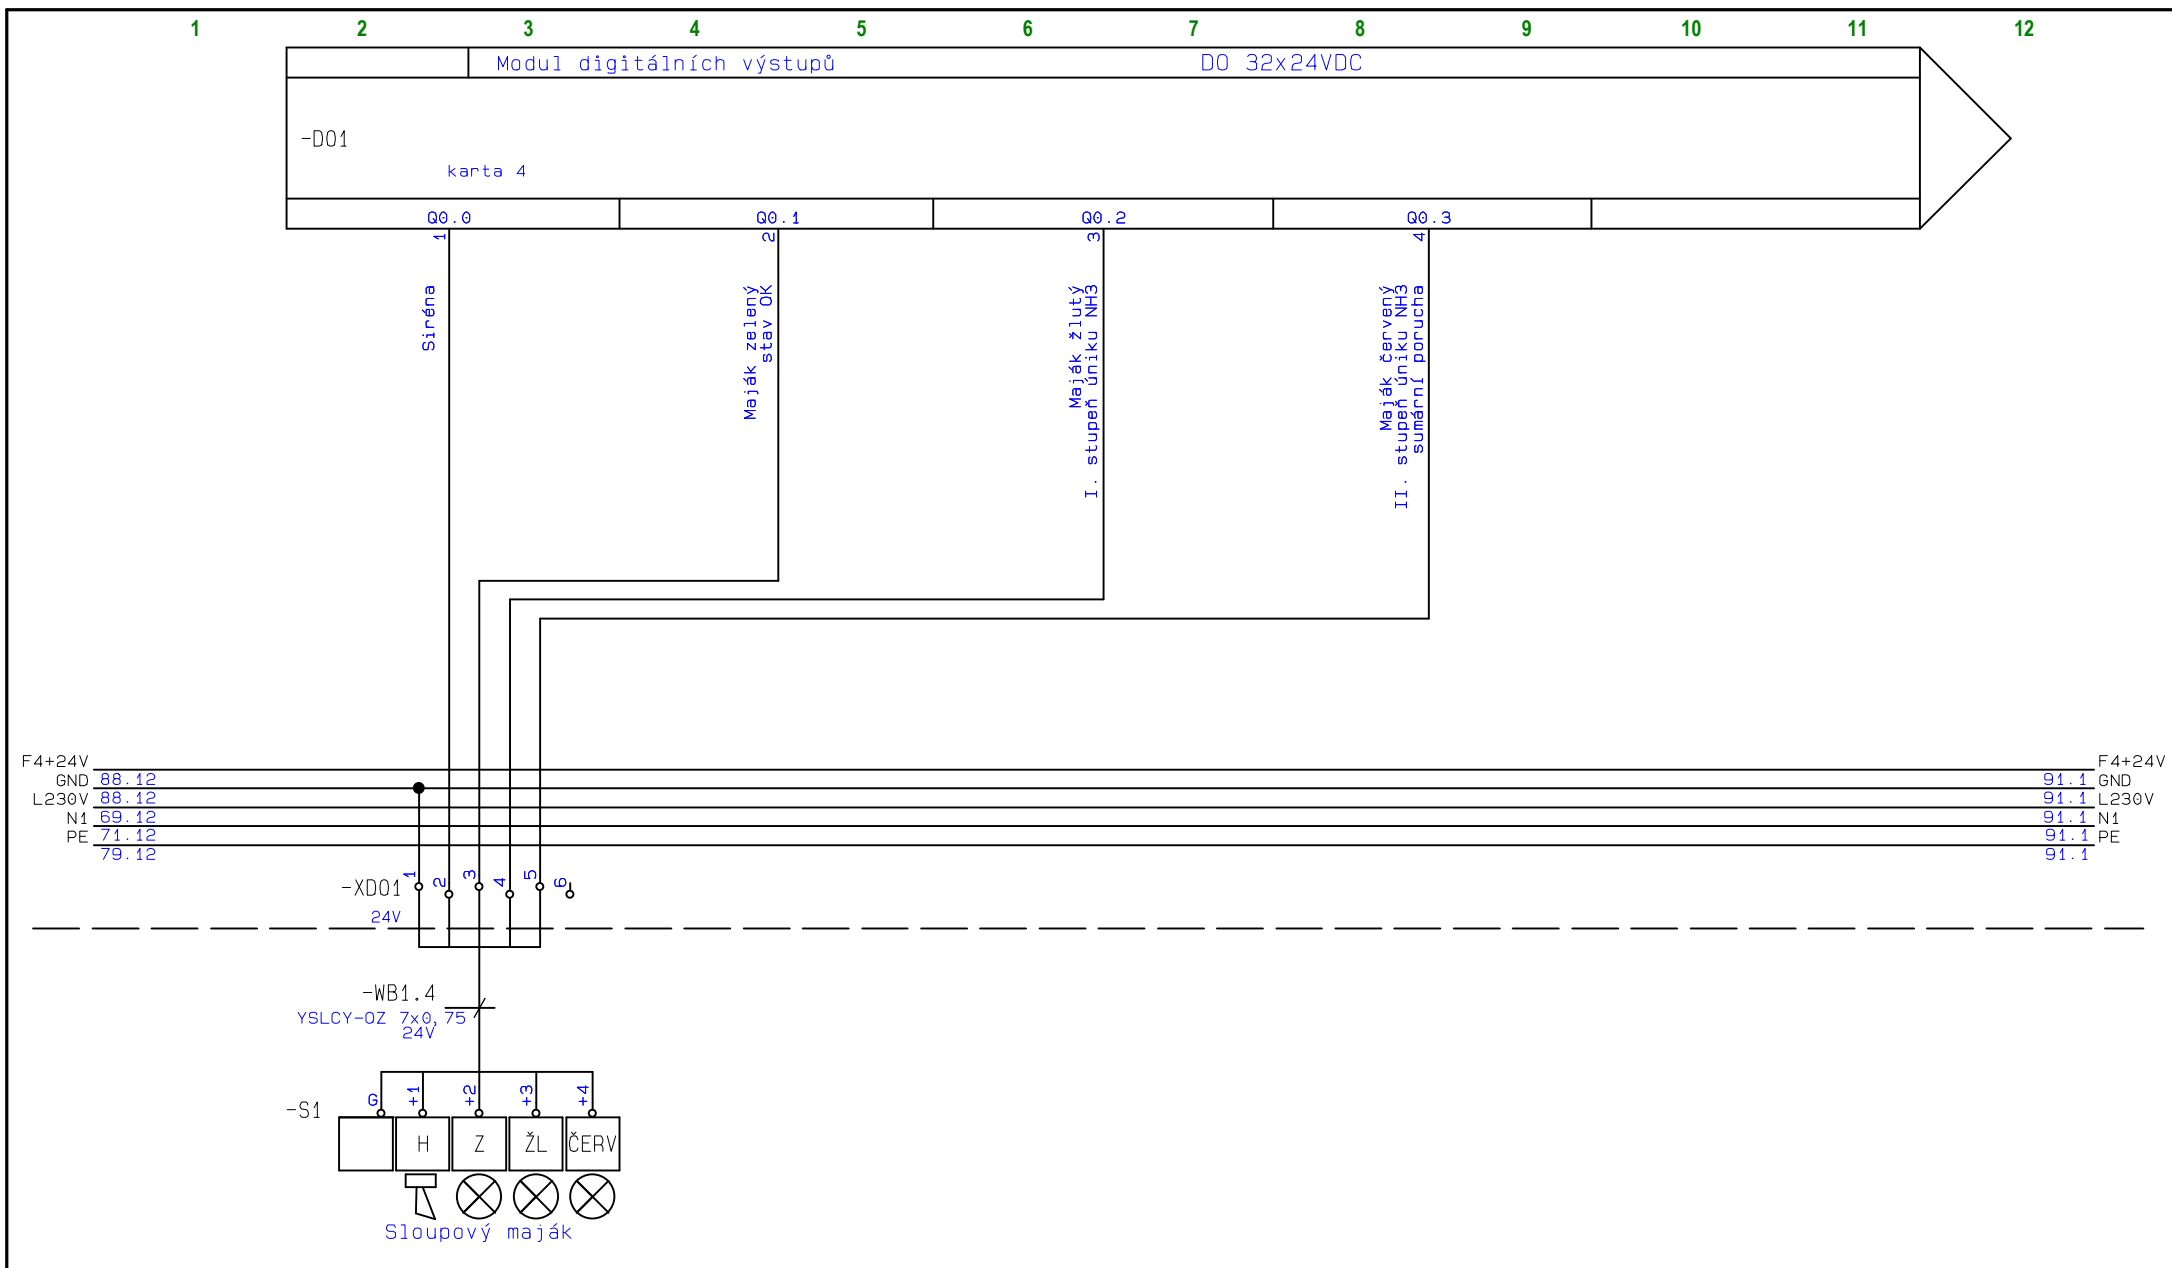 1 2 3 4 5 6 7 8 9 10 11 12
Modul digitálních výstupů DO 32x24VDC
-DO1
karta 4
Q0.0 Q0.1 Q0.2 Q0.3
1 2 3 4
Siréna
Maják zelený
stav OK
Maják žlutý
I. stupeň úniku NH3
Maják červený
II. stupeň úniku NH3
sumární porucha
F4+24V F4+24V
GND 88.12 91.1 GND
L230V 88.12 91.1 L230V
N1 69.12 91.1 N1
PE 71.12 91.1 PE
79.12 91.1
-XDO1 1 2 3 4 5 6
24V
-WB1.4
YSLCY-OZ 7x0,75
24V
G +1 +2 +3 +4
-S1
H Z ŽL ČERV
Sloupový maják